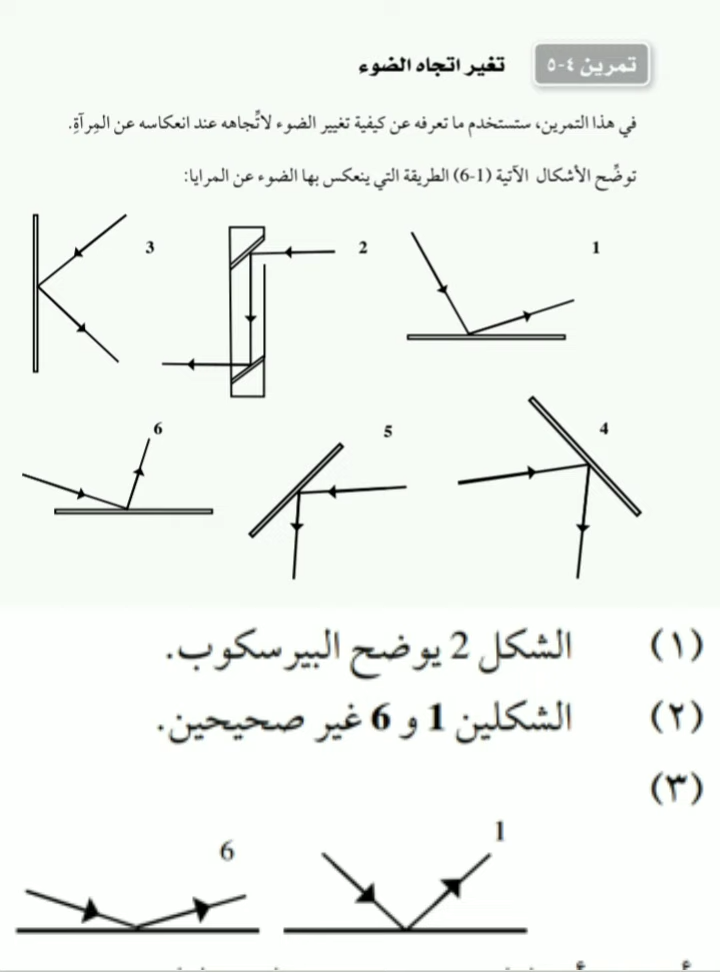 تمرين ٤-٥ تغير اتجاه الضوء
في هذا التمرين، ستستخدم ما تعرفه عن كيفية تغيير الضوء لاتِّجاهه عند انعكاسه عن المِرآةِ.
توضِّح الأشكال الآتية (1-6) الطريقة التي ينعكس بها الضوء عن المرايا:
1
2
3
4
5
6
(١) الشكل 2 يوضح البيرسكوب.
(٢) الشكلين 1 و 6 غير صحيحين.
(٣)
1
6